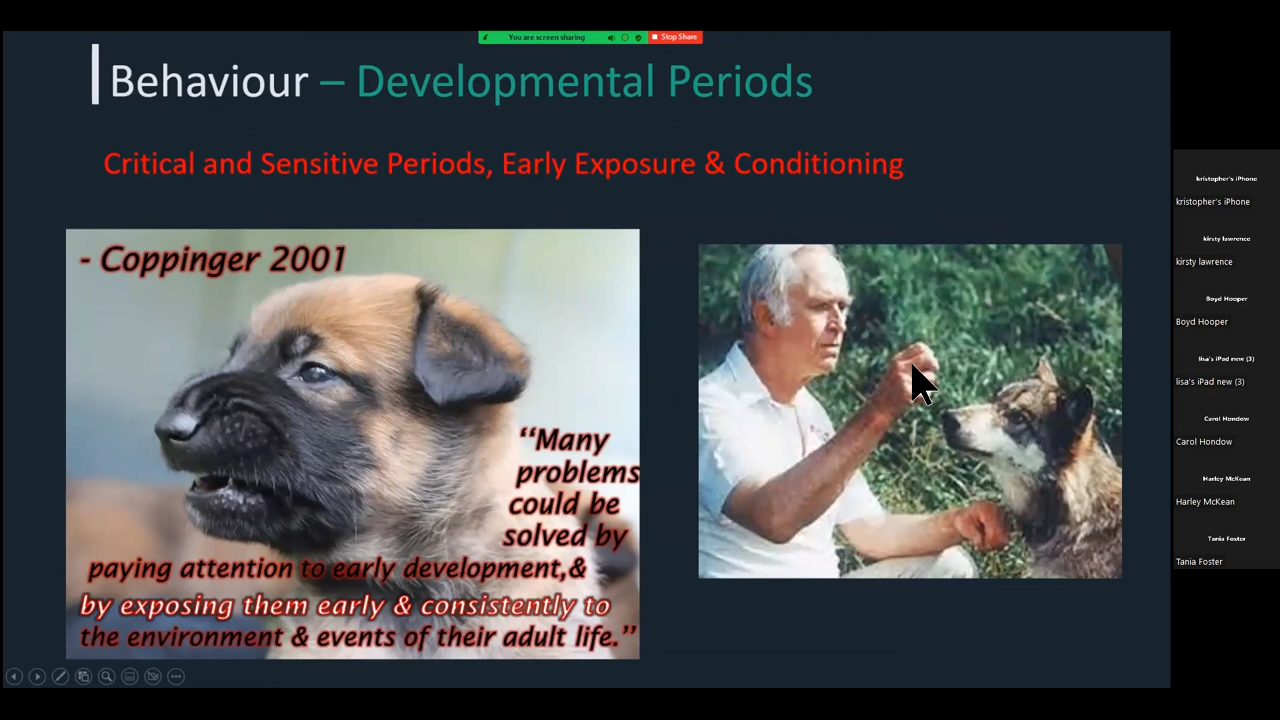 You are screen sharing
Stop Share
Behaviour – Developmental Periods
Critical and Sensitive Periods, Early Exposure & Conditioning
- Coppinger 2001
“Many
problems
could be
solved by
paying attention to early development,&
by exposing them early & consistently to
the environment & events of their adult life.”
kristopher's iPhone
kristopher's iPhone
kirsty lawrence
kirsty lawrence
Boyd Hooper
Boyd Hooper
lisa's iPad new (3)
lisa's iPad new (3)
Carol Hondow
Carol Hondow
Harley McKean
Harley McKean
Tania Foster
Tania Foster